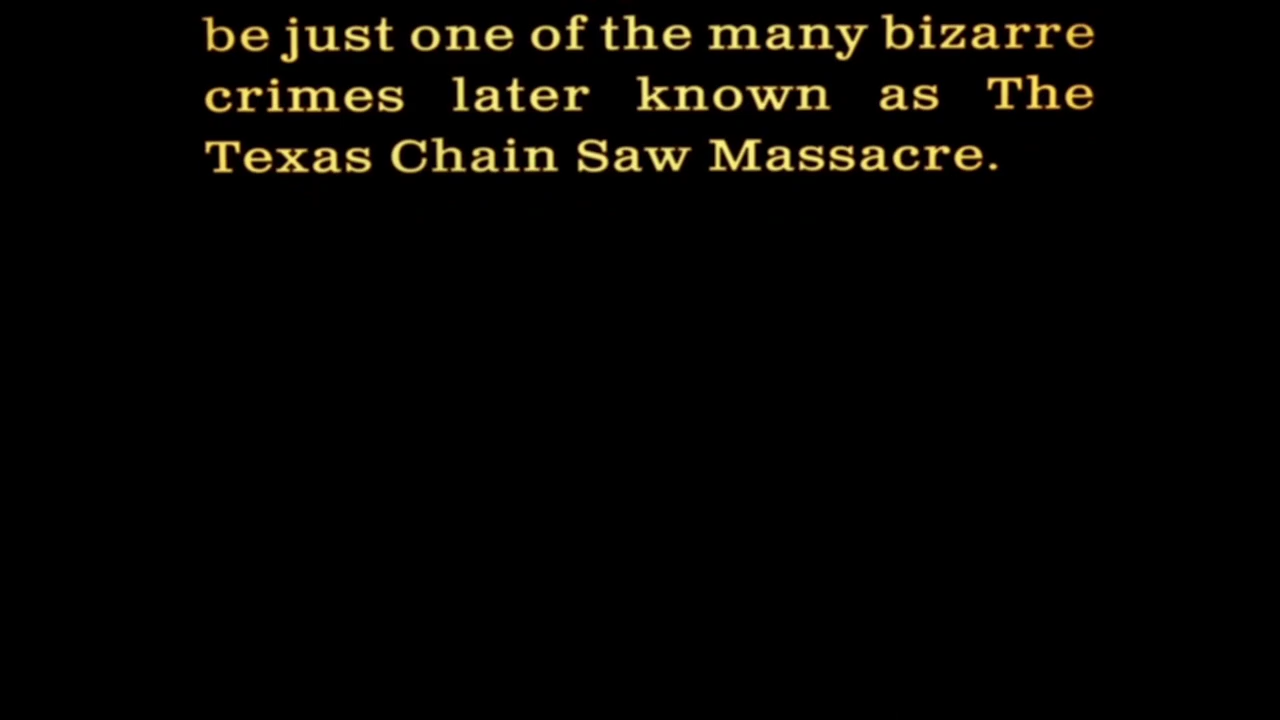 be just one of the many bizarre
crimes later known as The
Texas Chain Saw Massacre.